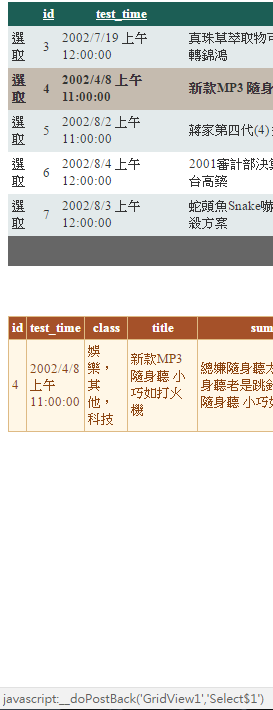 id test_time
選取
3
2002/7/19 上午
12:00:00
真珠草萃取物可
選取
4
2002/4/8 上午
11:00:00
新款MP3 隨身
選取
5
2002/8/2 上午
11:00:00
蔣家第四代(4)
選取
6
2002/8/4 上午
12:00:00
2001審計部決算
台高築
選取
7
2002/8/3 上午
12:00:00
蛇頭魚Snake嚇
殺方案
id test_time class title sum
4
2002/4/8
上午
11:00:00
娛
樂，
其
他，
科技
新款MP3
隨身聽 小
巧如打火
機
總嫌隨身聽太
身聽老是跳針
隨身聽 小巧如
javascript:__doPostBack('GridView1','Select$1')